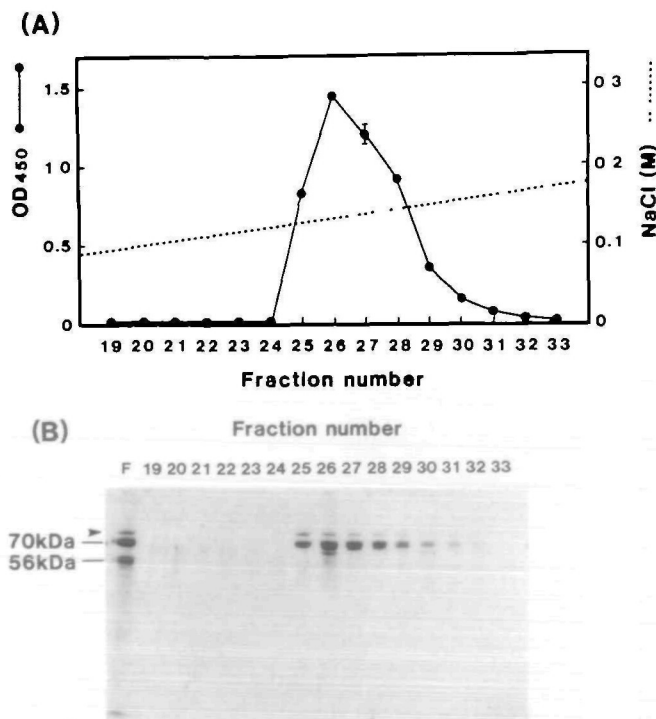 (A)
OD450
1.5
1.0
0.5
0
0 3
0 2
0.1
0
NaCl (M)
19 20 21 22 23 24 25 26 27 28 29 30 31 32 33
Fraction number
(B)
Fraction number
F 19 20 21 22 23 24 25 26 27 28 29 30 31 32 33
70kDa
56kDa